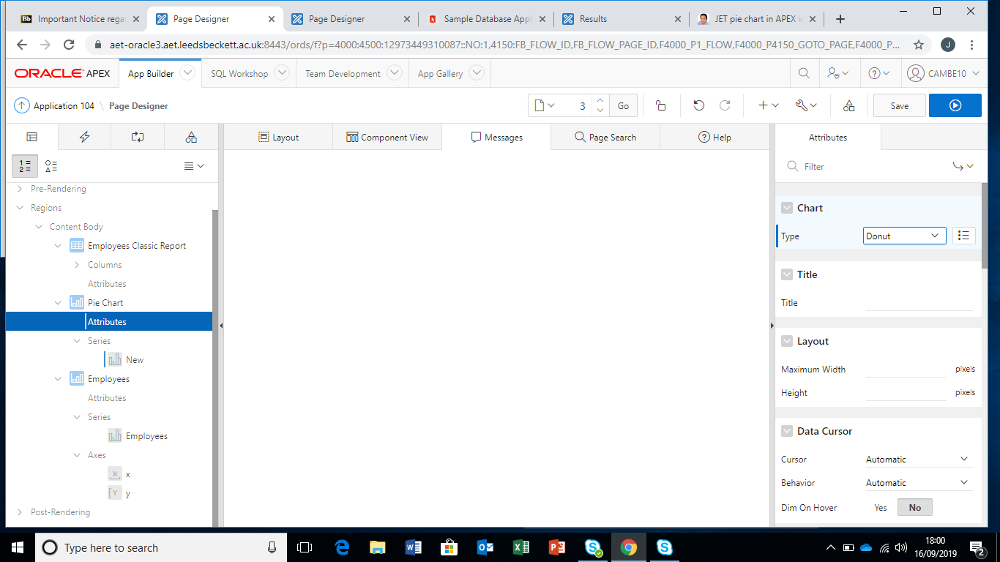 Bb Important Notice rega
Page Designer
Page Designer
Sample Database Appl
Results
JET pie chart in APEX w
aet-oracle3.aet.leedsbeckett.ac.uk:8443/ords/f?p=4000:4500:12973449310087::NO:1,4150:FB_FLOW_ID,FB_FLOW_PAGE_ID,F4000_P1_FLOW,F4000_P4150_GOTO_PAGE,F4000_P...
J
ORACLE APEX
App Builder
SQL Workshop
Team Development
App Gallery
CAMBE10
Application 104 \ Page Designer
3
Go
Save
Layout
Component View
Messages
Page Search
Help
Attributes
Filter
Pre-Rendering
Regions
Content Body
Employees Classic Report
Columns
Attributes
Pie Chart
Attributes
Series
New
Employees
Attributes
Series
Employees
Axes
x
y
Post-Rendering
Chart
Type Donut
Title
Title
Layout
Maximum Width pixels
Height pixels
Data Cursor
Cursor Automatic
Behavior Automatic
Dim On Hover Yes No
Type here to search
18:00
16/09/2019
2